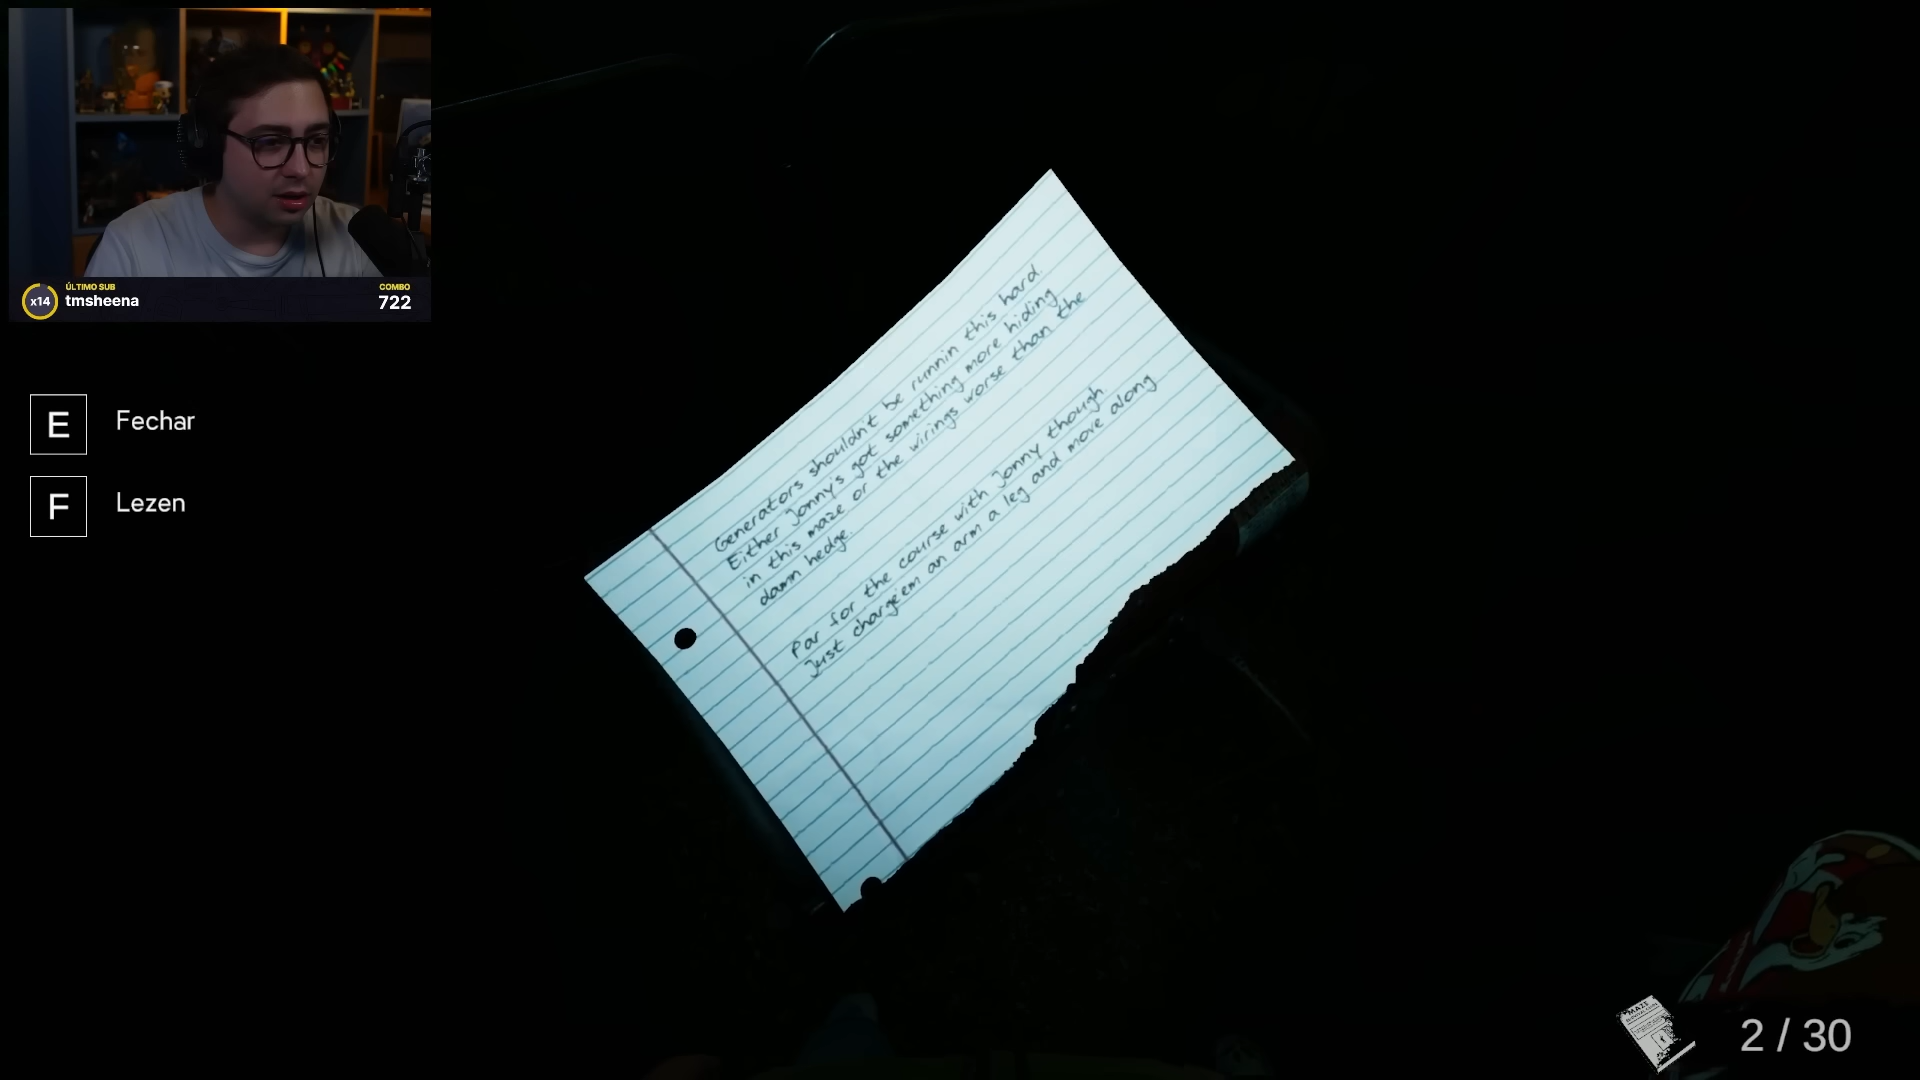 ÚLTIMO SUB
x14
tmsheena
COMBO
722
E
Fechar
F
Lezen
Generators shouldn't be runnin this hard.
Either Jonny's got something more hiding
in this maze or the wirings worse than the
damn hedge.
Par for the course with Jonny though.
Just charge'em an arm a leg and move along
MAZE
2 / 30